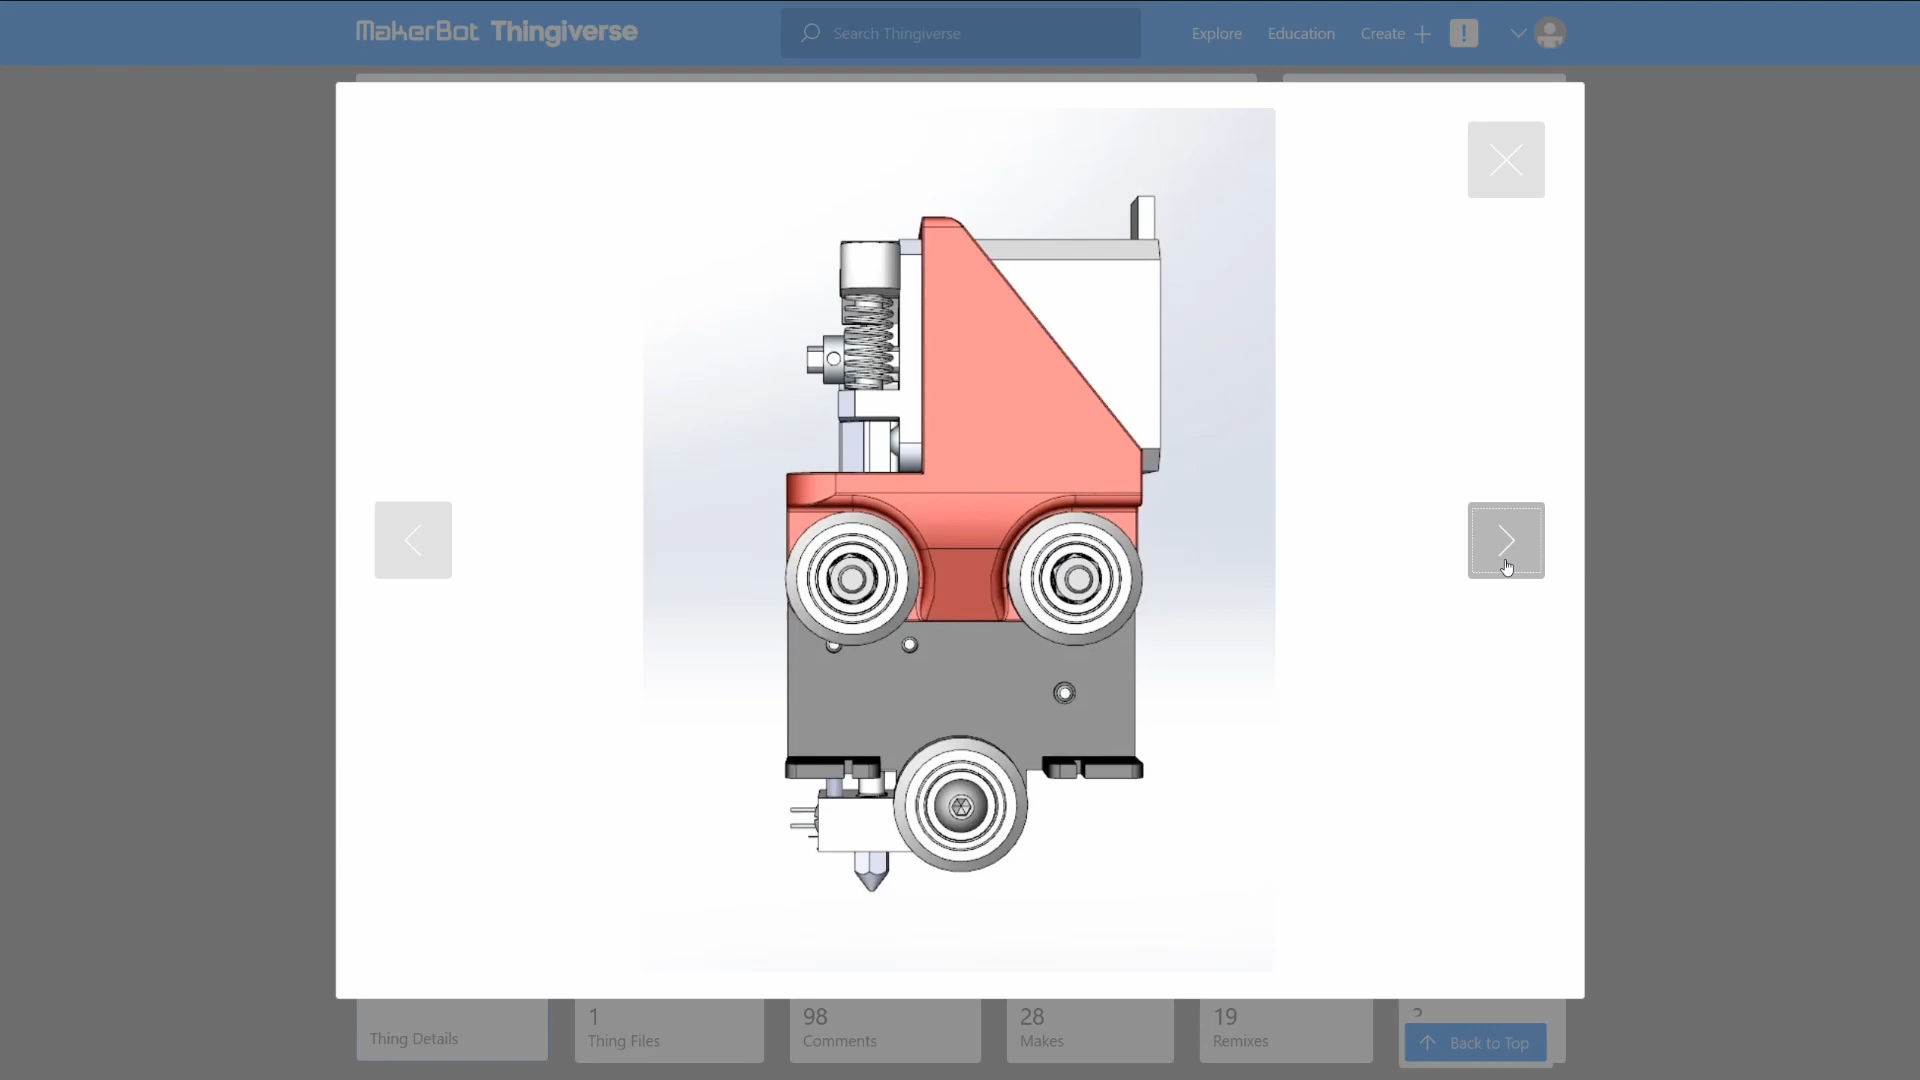 MakerBot Thingiverse
Search Thingiverse
Explore
Education
Create
Thing Details
1
Thing Files
98
Comments
28
Makes
19
Remixes
Back to Top